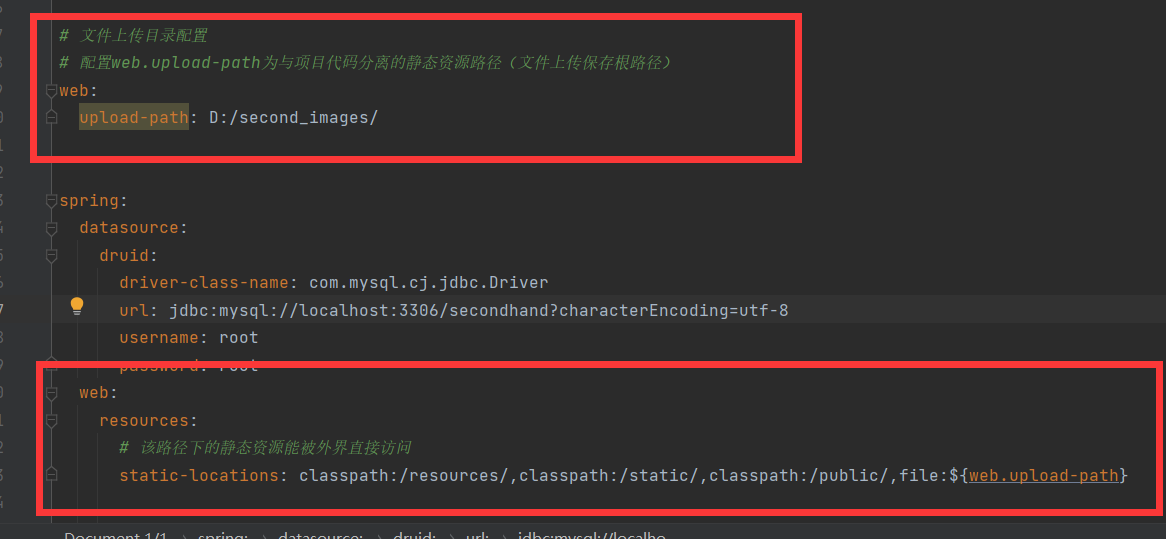 # 文件上传目录配置
# 配置web.upload-path为与项目代码分离的静态资源路径（文件上传保存根路径）
web:
upload-path: D:/second_images/
spring:
datasource:
druid:
driver-class-name: com.mysql.cj.jdbc.Driver
url: jdbc:mysql://localhost:3306/secondhand?characterEncoding=utf-8
username: root
password: root
web:
resources:
# 该路径下的静态资源能被外界直接访问
static-locations: classpath:/resources/,classpath:/static/,classpath:/public/,file:${web.upload-path}
Document 1/1 › spring: › datasource: › druid: › url: › jdbc:mysql://localho...